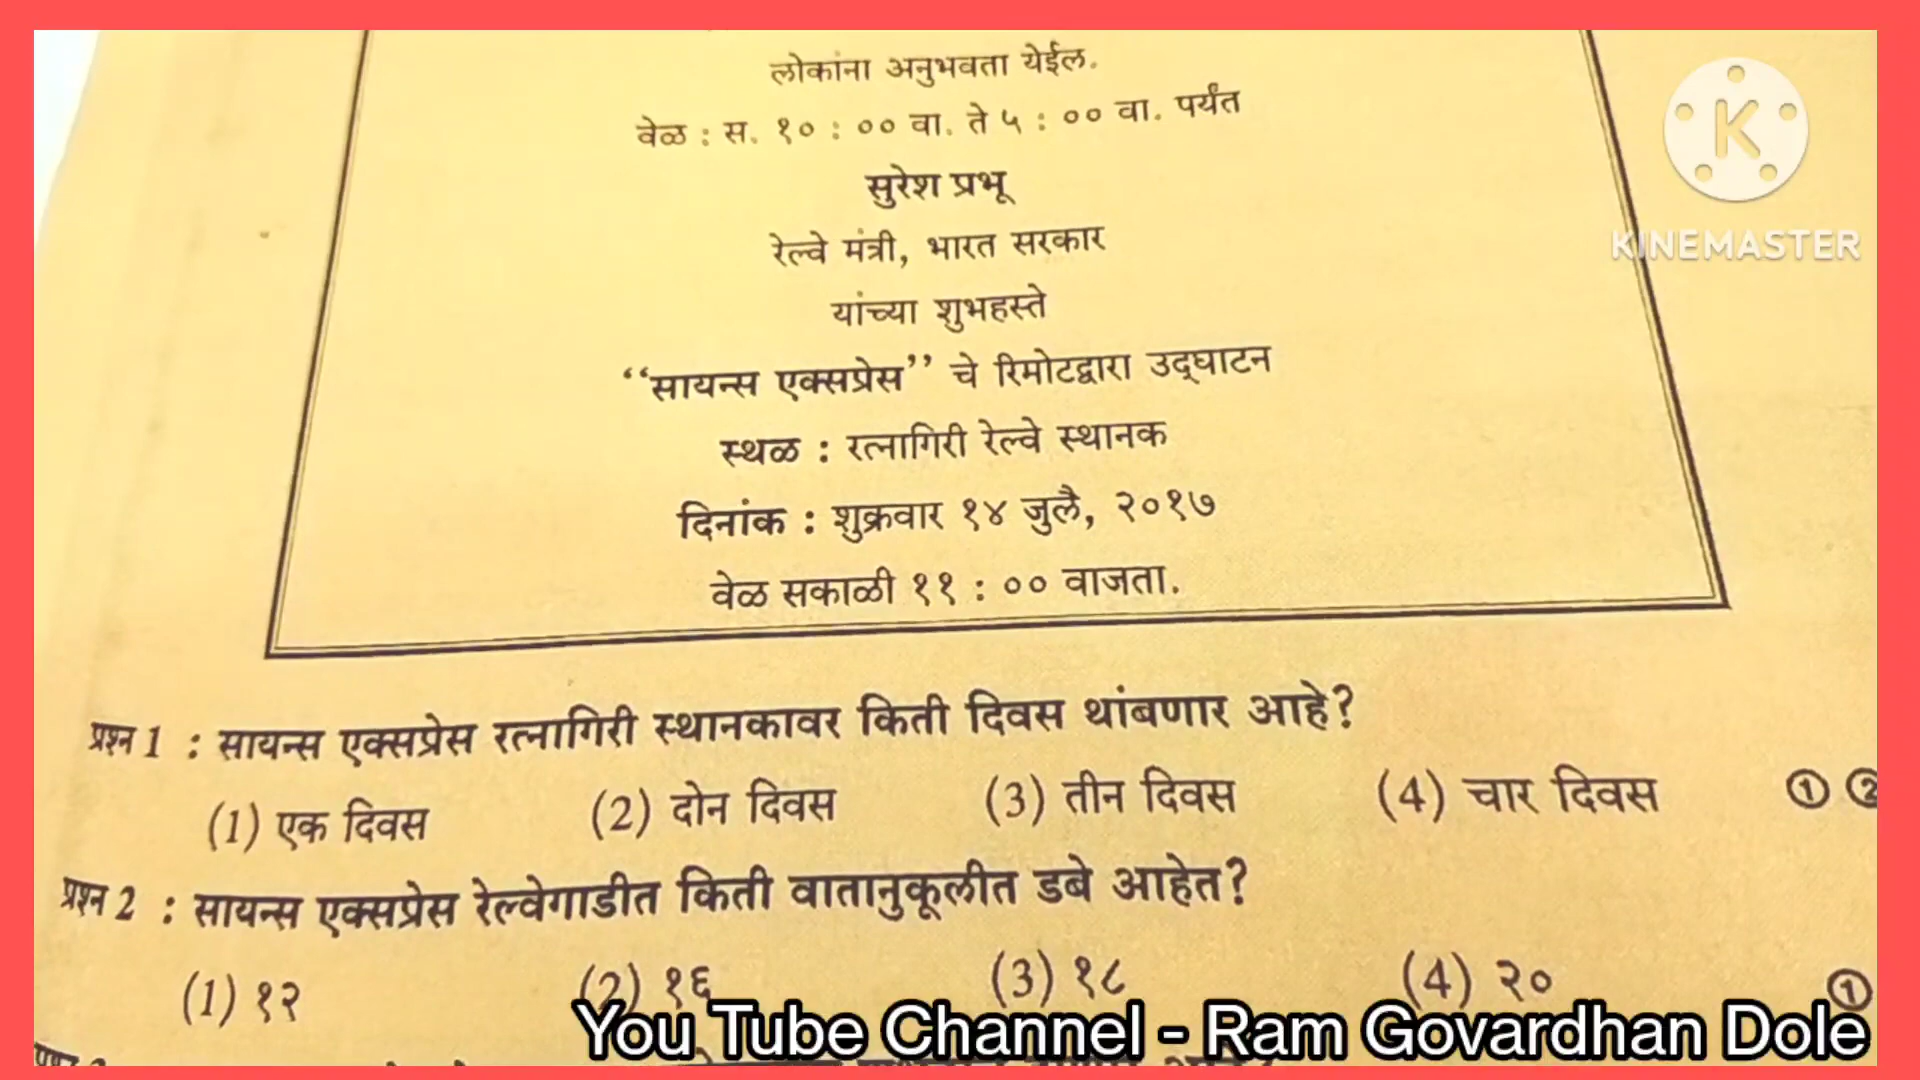 लोकांना अनुभवता येईल.
वेळ : स. १० : ०० वा. ते ५ : ०० वा. पर्यंत
सुरेश प्रभू
रेल्वे मंत्री, भारत सरकार
यांच्या शुभहस्ते
‘‘सायन्स एक्सप्रेस’’ चे रिमोटद्वारा उद्‌घाटन
स्थळ : रत्नागिरी रेल्वे स्थानक
दिनांक : शुक्रवार १४ जुलै, २०१७
वेळ सकाळी ११ : ०० वाजता.
K
KINEMASTER
प्रश्न 1 : सायन्स एक्सप्रेस रत्नागिरी स्थानकावर किती दिवस थांबणार आहे?
(1) एक दिवस (2) दोन दिवस (3) तीन दिवस (4) चार दिवस ① ②
प्रश्न 2 : सायन्स एक्सप्रेस रेल्वेगाडीत किती वातानुकूलीत डबे आहेत?
(1) १२ (2) १६ (3) १८ (4) २० ①
You Tube Channel - Ram Govardhan Dole